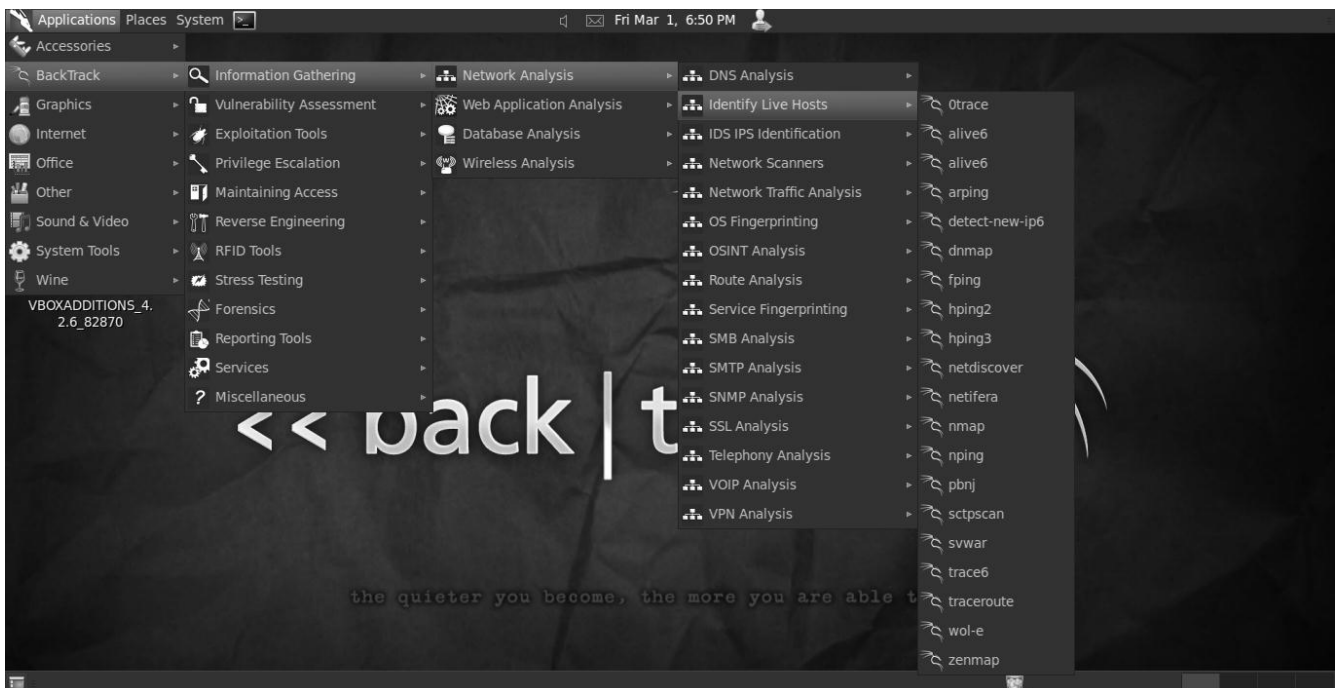 Applications Places System Fri Mar 1, 6:50 PM
Accessories
BackTrack
Graphics
Internet
Office
Other
Sound & Video
System Tools
Wine
VBOXADDITIONS_4.
2.6_82870
Information Gathering
Vulnerability Assessment
Exploitation Tools
Privilege Escalation
Maintaining Access
Reverse Engineering
RFID Tools
Stress Testing
Forensics
Reporting Tools
Services
Miscellaneous
Network Analysis
Web Application Analysis
Database Analysis
Wireless Analysis
DNS Analysis
Identify Live Hosts
IDS IPS Identification
Network Scanners
Network Traffic Analysis
OS Fingerprinting
OSINT Analysis
Route Analysis
Service Fingerprinting
SMB Analysis
SMTP Analysis
SNMP Analysis
SSL Analysis
Telephony Analysis
VOIP Analysis
VPN Analysis
0trace
alive6
alive6
arping
detect-new-ip6
dnmap
fping
hping2
hping3
netdiscover
netifera
nmap
nping
pbnj
sctpscan
svwar
trace6
traceroute
wol-e
zenmap
<< back | t
the quieter you become, the more you are able t